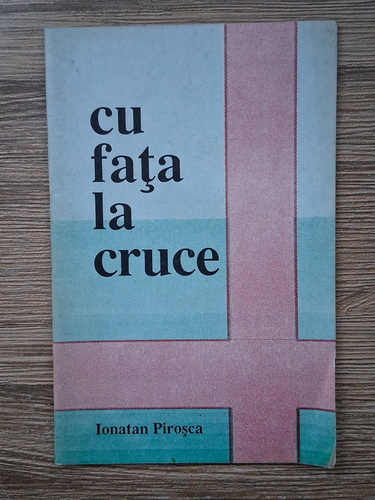 cu
faţa
la
cruce
Ionatan Piroşca